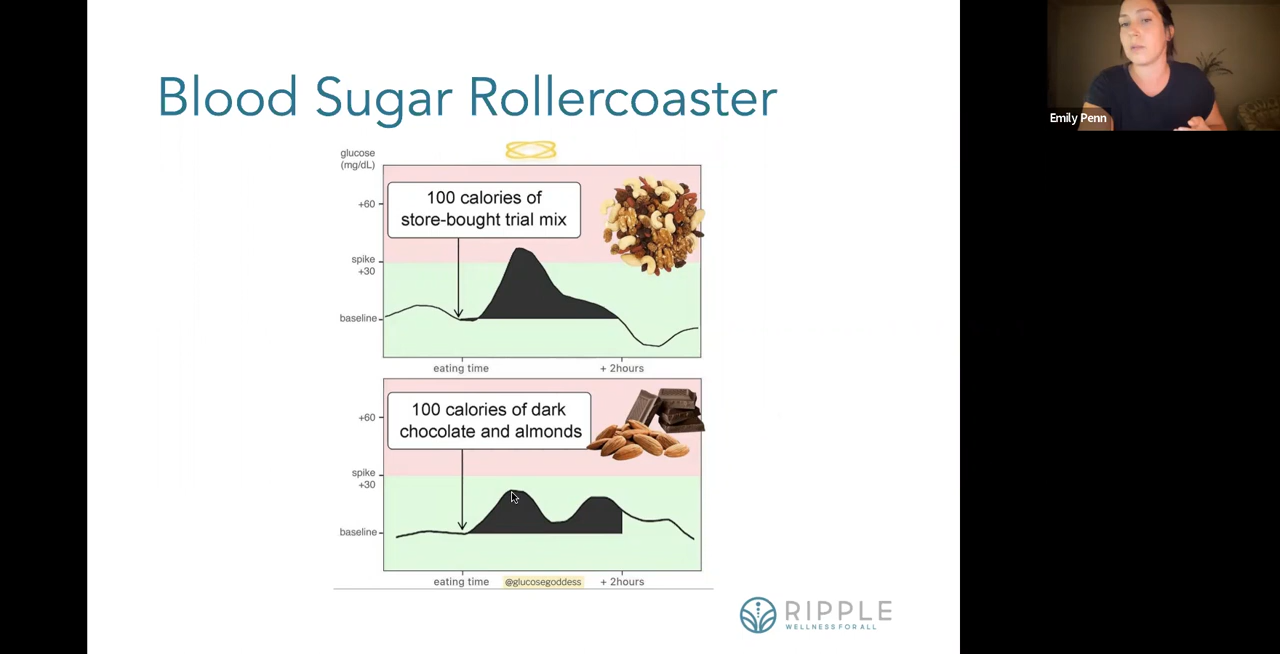 Blood Sugar Rollercoaster
glucose
(mg/dL)
+60
spike
+30
baseline
100 calories of
store-bought trial mix
eating time
+ 2hours
+60
spike
+30
baseline
100 calories of dark
chocolate and almonds
eating time
@glucosegoddess
+ 2hours
RIPPLE
WELLNESS FOR ALL
Emily Penn